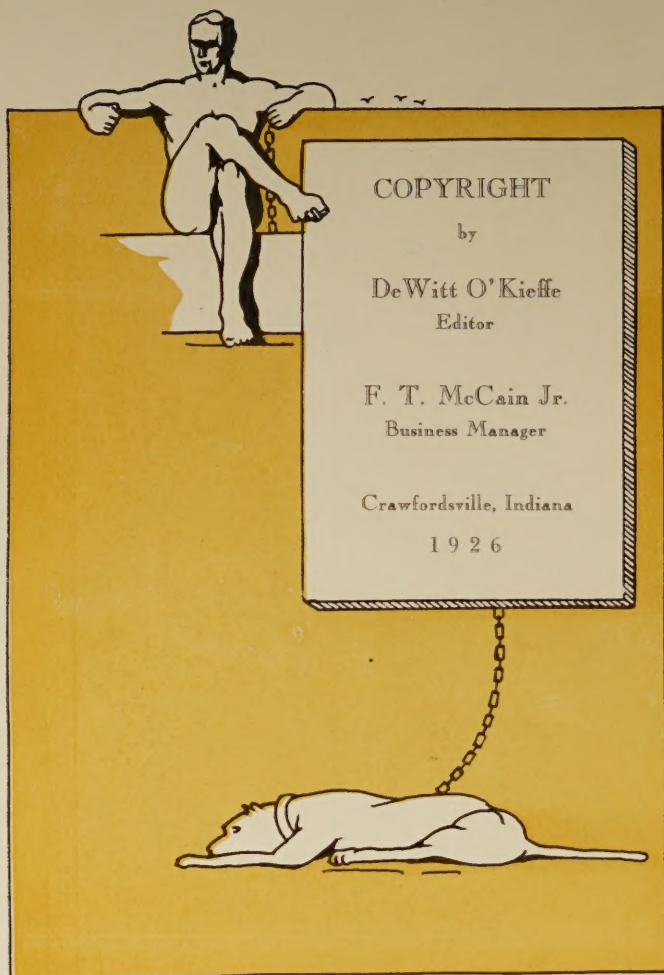 COPYRIGHT
by
DeWitt O'Kieffe
Editor
F. T. McCain Jr.
Business Manager
Crawfordsville, Indiana
1926